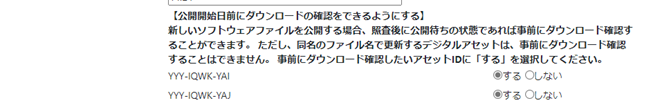 【公開開始日前にダウンロードの確認をできるようにする】
新しいソフトウェアファイルを公開する場合、照査後に公開待ちの状態であれば事前にダウンロード確認す
ることができます。 ただし、同名のファイル名で更新するデジタルアセットは、事前にダウンロード確認
することはできません。 事前にダウンロード確認したいアセットIDに「する」を選択してください。
YYY-IQWK-YAI する しない
YYY-IQWK-YAJ する しない